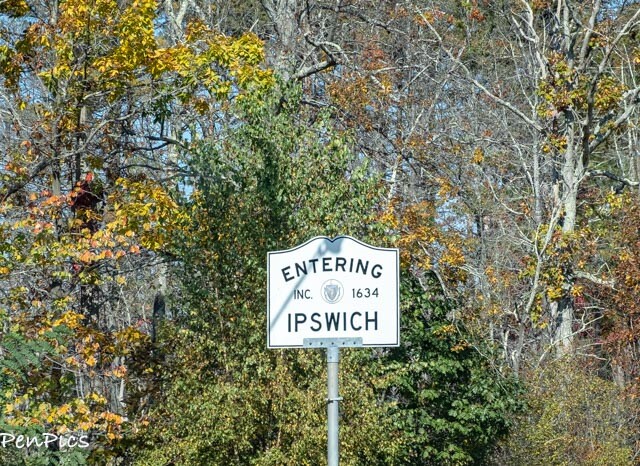 ENTERING
INC. 1634
IPSWICH
PenPics